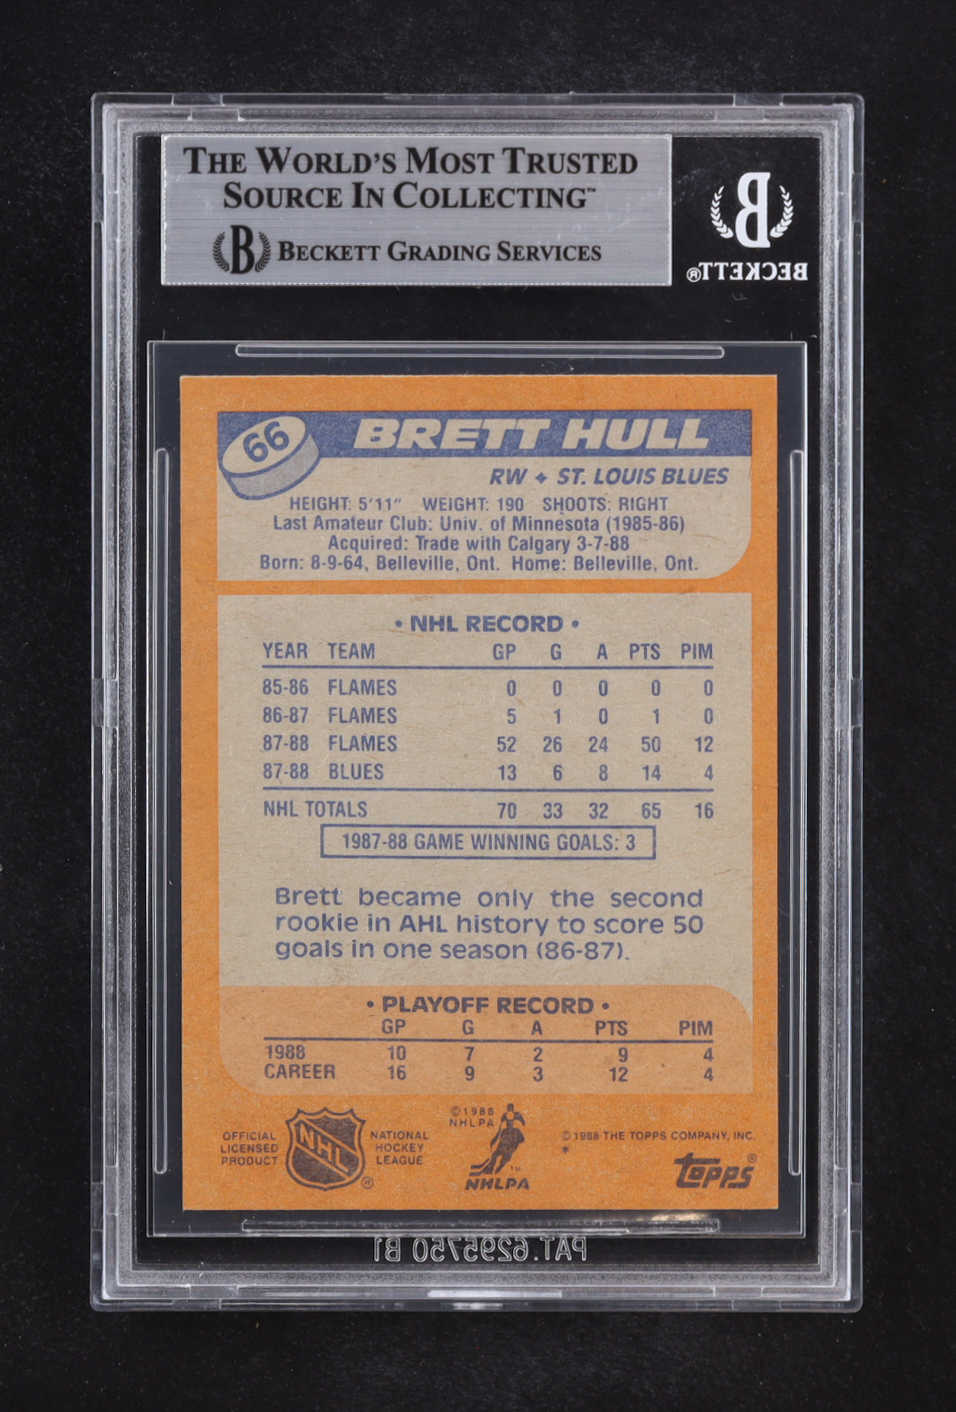 THE WORLD'S MOST TRUSTED
SOURCE IN COLLECTING™
B BECKETT GRADING SERVICES
B
BECKETT®
66
BRETT HULL
RW ✦ ST. LOUIS BLUES
HEIGHT: 5'11" WEIGHT: 190 SHOOTS: RIGHT
Last Amateur Club: Univ. of Minnesota (1985-86)
Acquired: Trade with Calgary 3-7-88
Born: 8-9-64, Belleville, Ont. Home: Belleville, Ont.
• NHL RECORD •
YEAR TEAM GP G A PTS PIM
85-86 FLAMES 0 0 0 0 0
86-87 FLAMES 5 1 0 1 0
87-88 FLAMES 52 26 24 50 12
87-88 BLUES 13 6 8 14 4
NHL TOTALS 70 33 32 65 16
1987-88 GAME WINNING GOALS: 3
Brett became only the second
rookie in AHL history to score 50
goals in one season (86-87).
• PLAYOFF RECORD •
GP G A PTS PIM
1988 10 7 2 9 4
CAREER 16 9 3 12 4
OFFICIAL
LICENSED
PRODUCT
NHL
®
NATIONAL
HOCKEY
LEAGUE
©1988
NHLPA
TM
NHLPA
© 1988 THE TOPPS COMPANY, INC.
*
topps®
PAT.6295750 B1